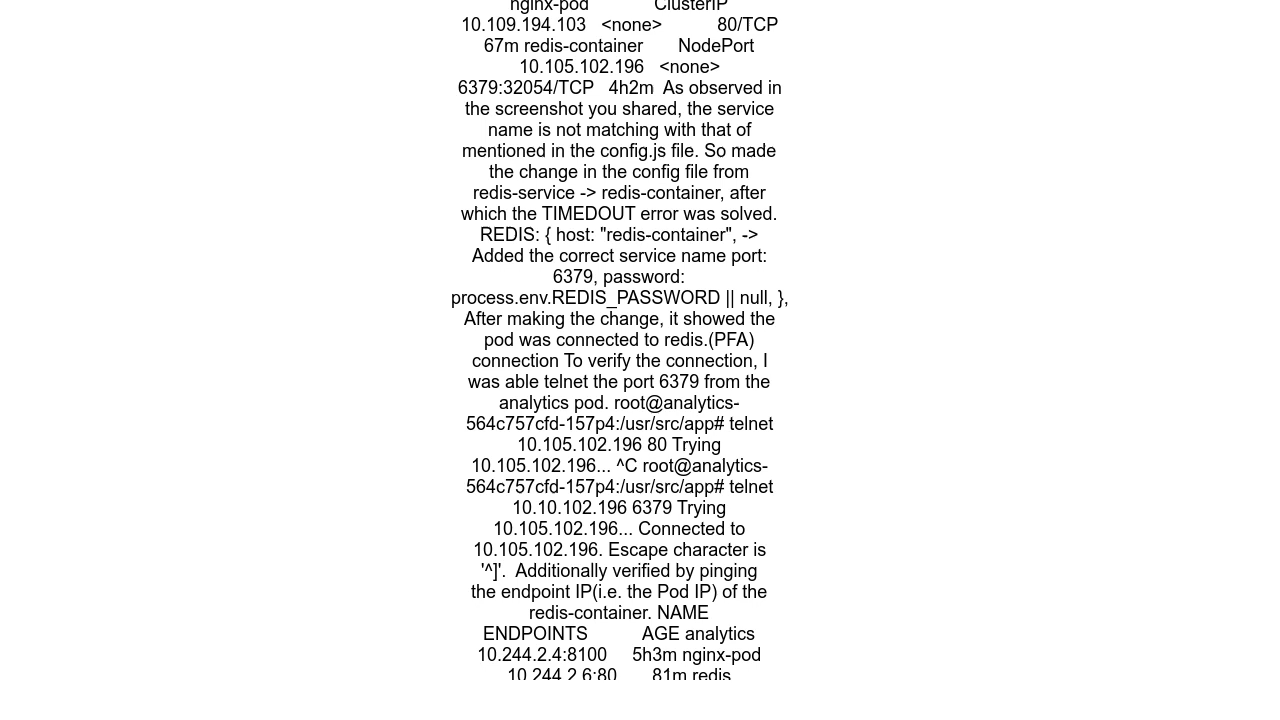 nginx-pod ClusterIP
10.109.194.103 <none> 80/TCP
67m redis-container NodePort
10.105.102.196 <none>
6379:32054/TCP 4h2m As observed in
the screenshot you shared, the service
name is not matching with that of
mentioned in the config.js file. So made
the change in the config file from
redis-service -> redis-container, after
which the TIMEDOUT error was solved.
REDIS: { host: "redis-container", ->
Added the correct service name port:
6379, password:
process.env.REDIS_PASSWORD || null, },
After making the change, it showed the
pod was connected to redis.(PFA)
connection To verify the connection, I
was able telnet the port 6379 from the
analytics pod. root@analytics-
564c757cfd-157p4:/usr/src/app# telnet
10.105.102.196 80 Trying
10.105.102.196... ^C root@analytics-
564c757cfd-157p4:/usr/src/app# telnet
10.10.102.196 6379 Trying
10.105.102.196... Connected to
10.105.102.196. Escape character is
'^]'. Additionally verified by pinging
the endpoint IP(i.e. the Pod IP) of the
redis-container. NAME
ENDPOINTS AGE analytics
10.244.2.4:8100 5h3m nginx-pod
10.244.2.6:80 81m redis